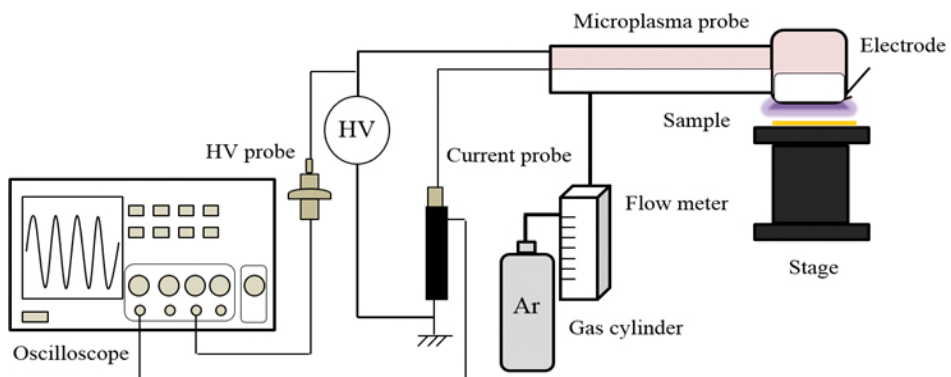 Microplasma probe
Electrode
HV
Sample
HV probe
Current probe
Flow meter
Stage
Ar
Gas cylinder
Oscilloscope